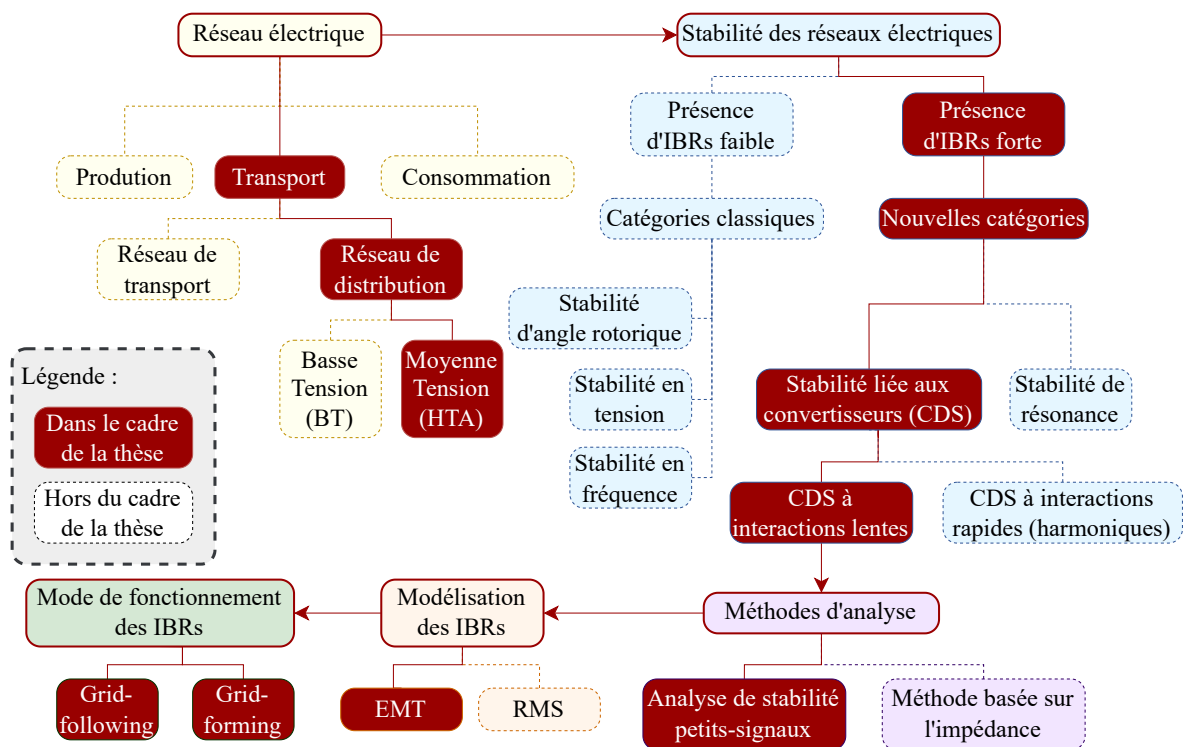 Réseau électrique
Stabilité des réseaux électriques
Présence
d'IBRs faible
Présence
d'IBRs forte
Prodution
Transport
Consommation
Catégories classiques
Nouvelles catégories
Réseau de
transport
Réseau de
distribution
Stabilité
d'angle rotorique
Basse
Tension
(BT)
Moyenne
Tension
(HTA)
Légende :
Dans le cadre
de la thèse
Hors du cadre
de la thèse
Stabilité en
tension
Stabilité liée aux
convertisseurs (CDS)
Stabilité de
résonance
Stabilité en
fréquence
CDS à
interactions lentes
CDS à interactions
rapides (harmoniques)
Mode de fonctionnement
des IBRs
Modélisation
des IBRs
Méthodes d'analyse
Grid-
following
Grid-
forming
EMT
RMS
Analyse de stabilité
petits-signaux
Méthode basée sur
l'impédance